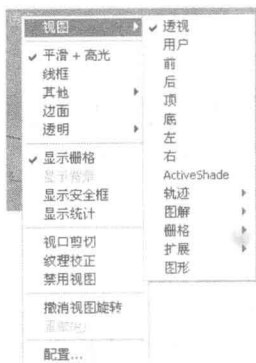 视图
平滑 + 高光
线框
其他
边面
透明
显示栅格
显示背景
显示安全框
显示统计
视口剪切
纹理校正
禁用视图
撤消视图旋转
配置...
透视
用户
前
后
顶
底
左
右
ActiveShade
轨迹
图解
栅格
扩展
图形